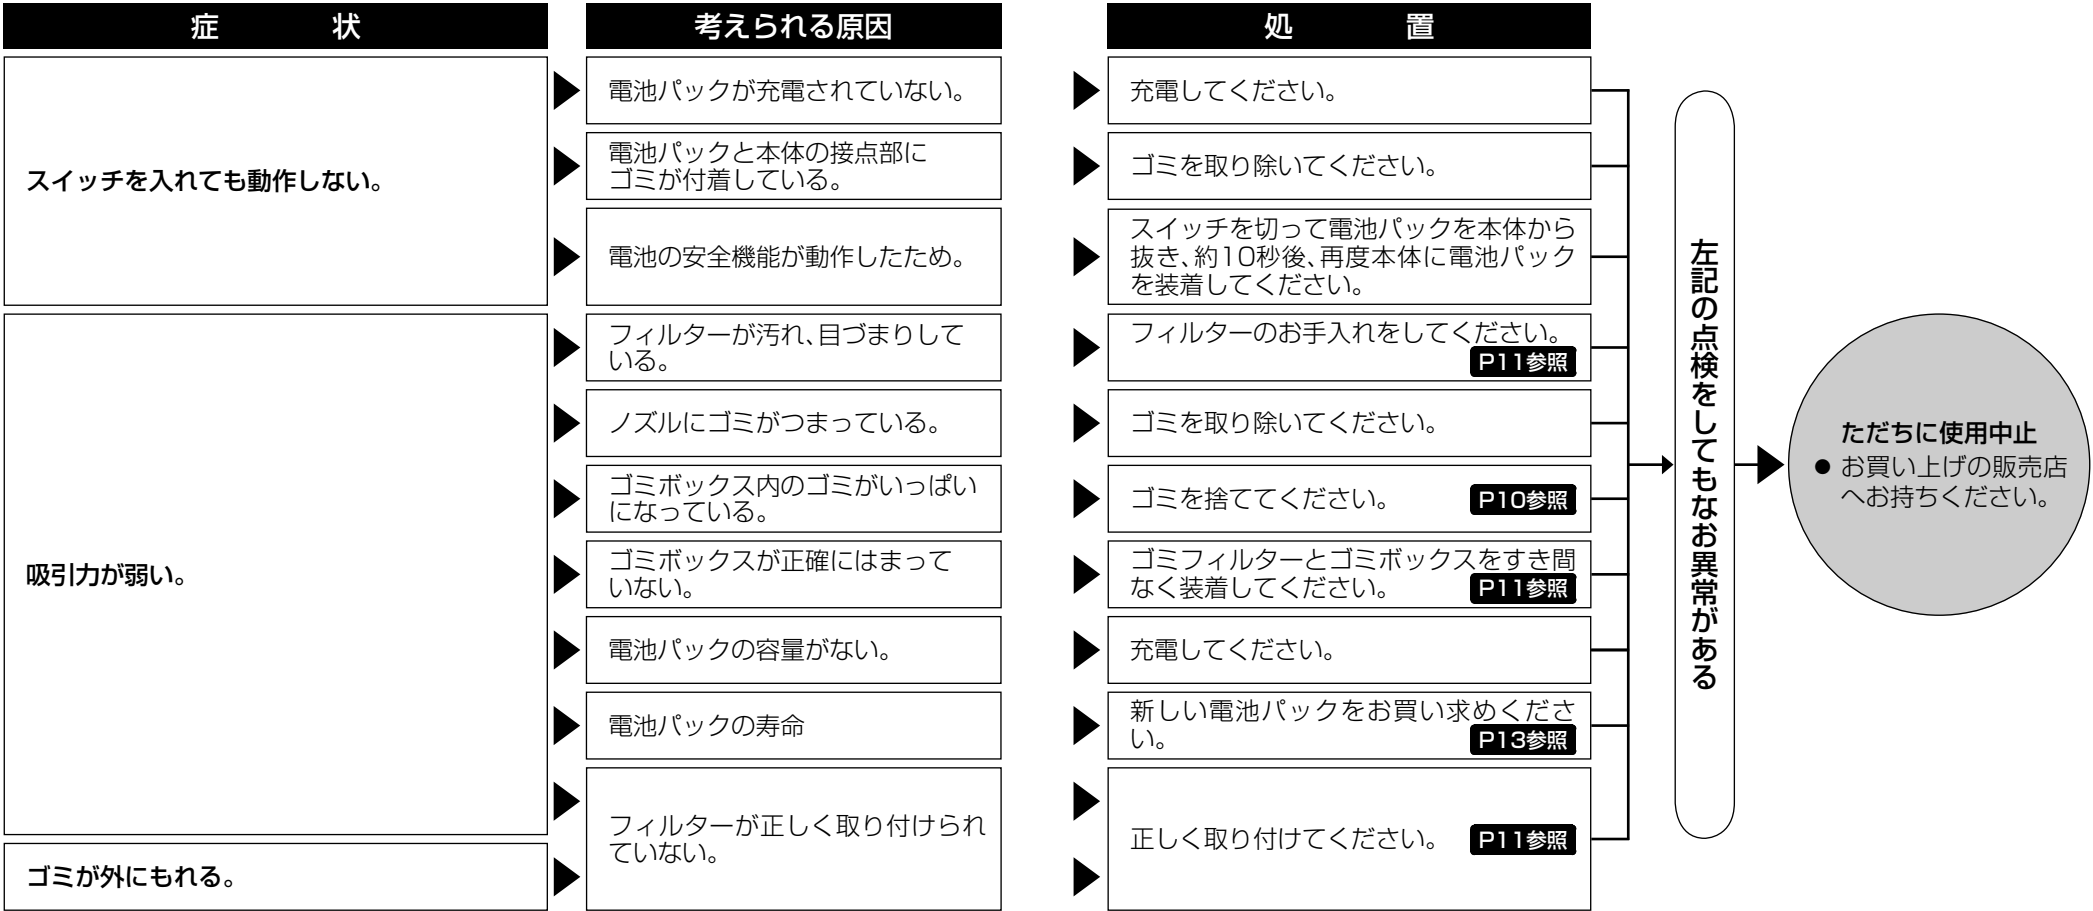 症状
考えられる原因
処置
スイッチを入れても動作しない。
電池パックが充電されていない。
充電してください。
電池パックと本体の接点部に
ゴミが付着している。
ゴミを取り除いてください。
電池の安全機能が動作したため。
スイッチを切って電池パックを本体から
抜き、約10秒後、再度本体に電池パック
を装着してください。
吸引力が弱い。
フィルターが汚れ、目づまりして
いる。
フィルターのお手入れをしてください。
P11参照
ノズルにゴミがつまっている。
ゴミを取り除いてください。
ゴミボックス内のゴミがいっぱい
になっている。
ゴミを捨ててください。 P10参照
ゴミボックスが正確にはまって
いない。
ゴミフィルターとゴミボックスをすき間
なく装着してください。 P11参照
電池パックの容量がない。
充電してください。
電池パックの寿命
新しい電池パックをお買い求めくださ
い。 P13参照
フィルターが正しく取り付けられ
ていない。
正しく取り付けてください。 P11参照
ゴミが外にもれる。
左記の点検をしてもなお異常がある
ただちに使用中止
● お買い上げの販売店
へお持ちください。